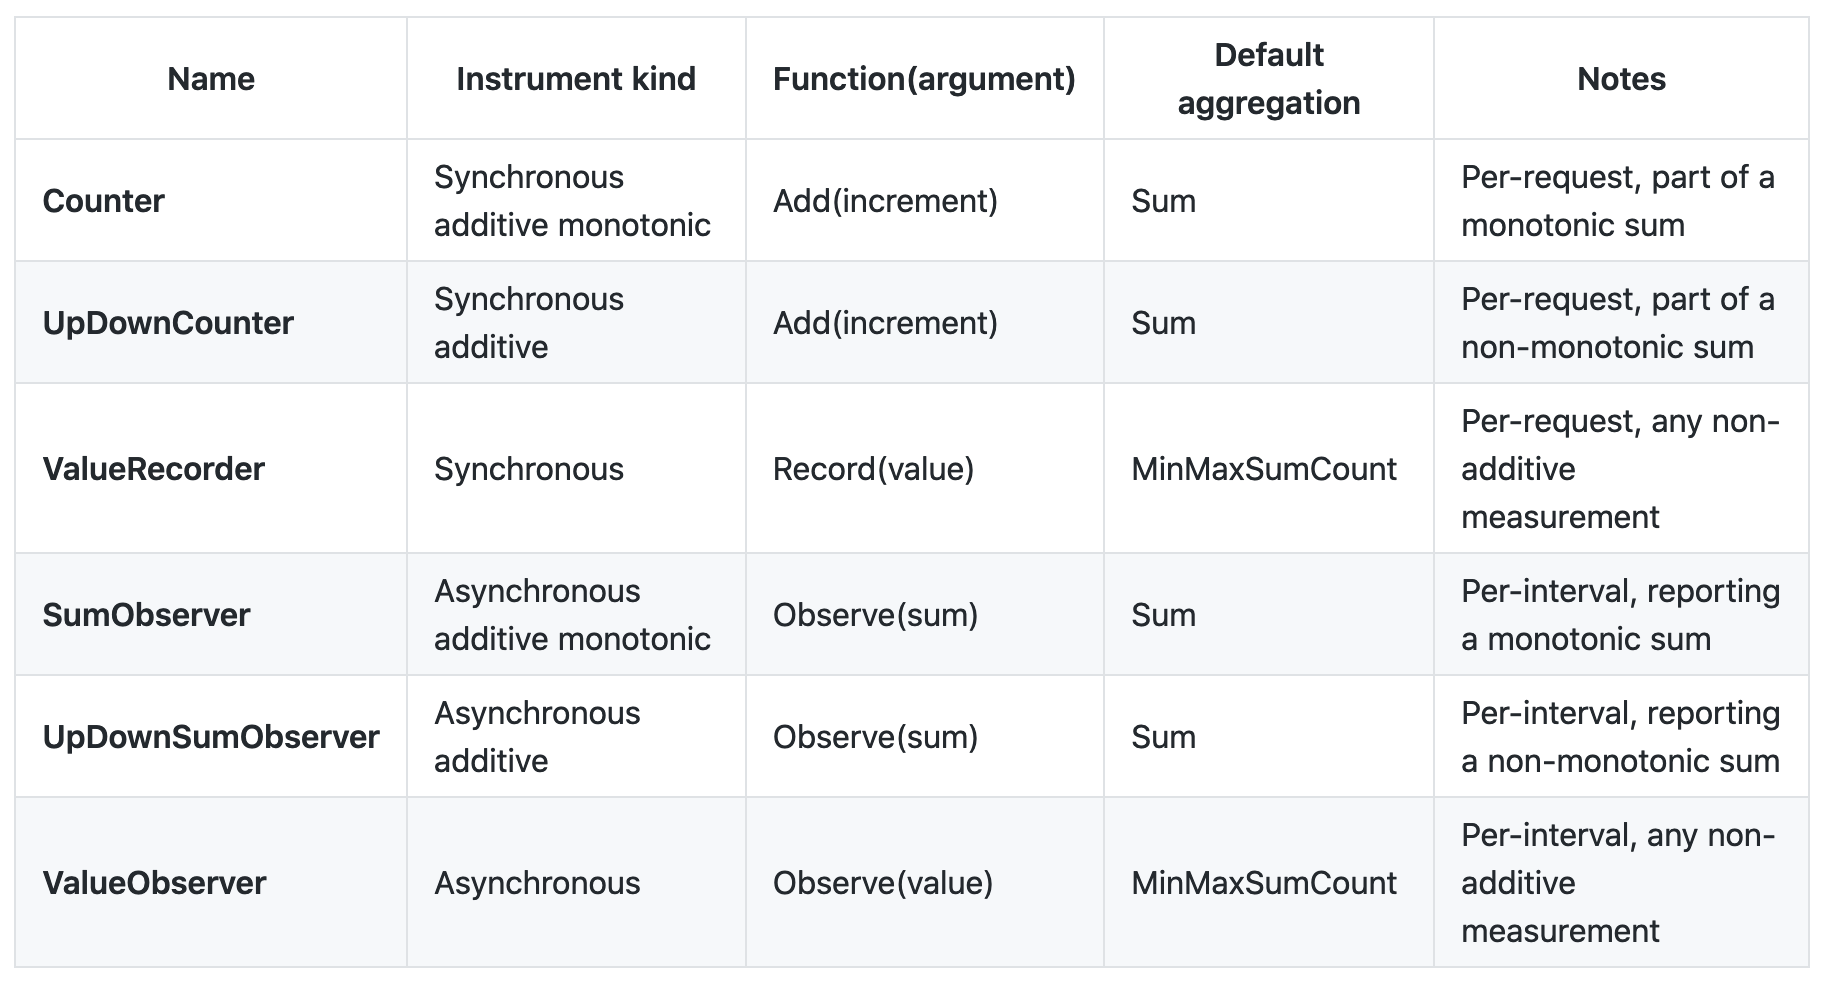 Name
Instrument kind
Function(argument)
Default
aggregation
Notes
Counter
Synchronous
additive monotonic
Add(increment)
Sum
Per-request, part of a
monotonic sum
UpDownCounter
Synchronous
additive
Add(increment)
Sum
Per-request, part of a
non-monotonic sum
ValueRecorder
Synchronous
Record(value)
MinMaxSumCount
Per-request, any non-
additive
measurement
SumObserver
Asynchronous
additive monotonic
Observe(sum)
Sum
Per-interval, reporting
a monotonic sum
UpDownSumObserver
Asynchronous
additive
Observe(sum)
Sum
Per-interval, reporting
a non-monotonic sum
ValueObserver
Asynchronous
Observe(value)
MinMaxSumCount
Per-interval, any non-
additive
measurement